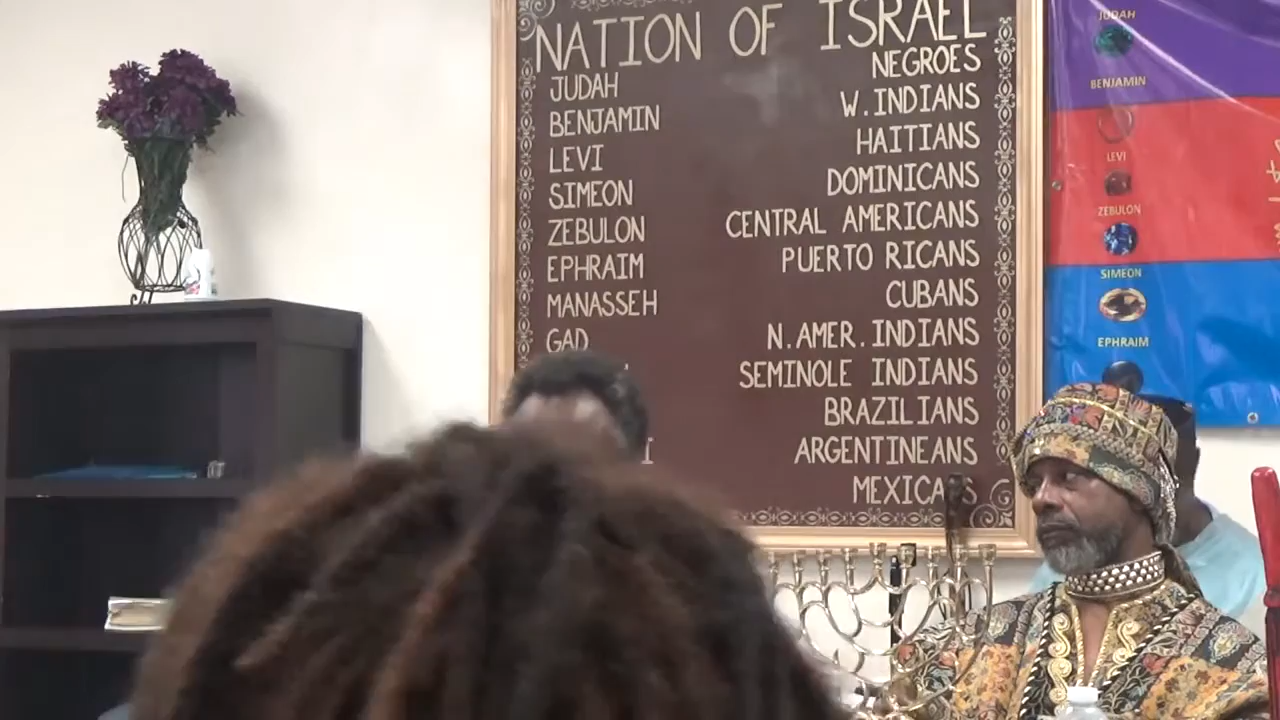 NATION OF ISRAEL
JUDAH NEGROES
BENJAMIN W.INDIANS
LEVI HAITIANS
SIMEON DOMINICANS
ZEBULON CENTRAL AMERICANS
EPHRAIM PUERTO RICANS
MANASSEH CUBANS
GAD N.AMER.INDIANS
SEMINOLE INDIANS
BRAZILIANS
ARGENTINEANS
MEXICANS
JUDAH
BENJAMIN
LEVI
ZEBULON
SIMEON
EPHRAIM